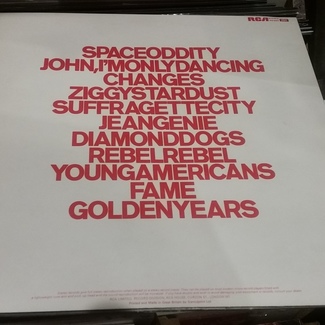 RCA
SPACEODDITY
JOHN,I'MONLYDANCING
CHANGES
ZIGGYSTARDUST
SUFFRAGETTECITY
JEANGENIE
DIAMONDDOGS
REBELREBEL
YOUNGAMERICANS
FAME
GOLDENYEARS